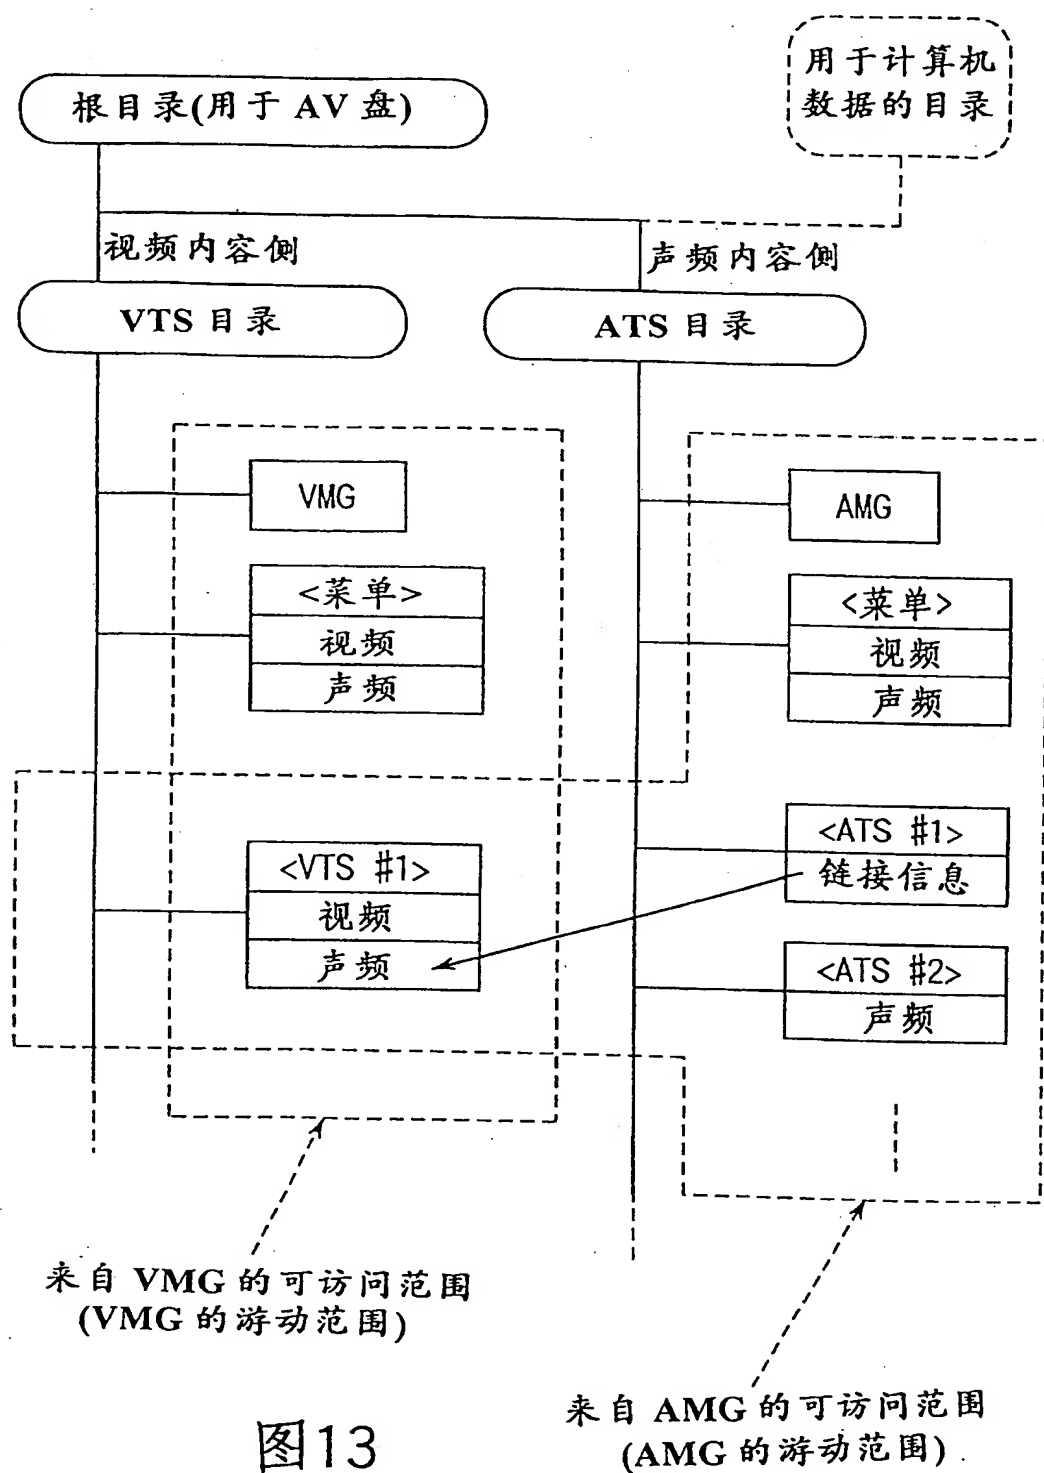 用于计算机
数据的目录
根目录(用于 AV 盘)
视频内容侧
声频内容侧
VTS 目录
ATS 目录
VMG
AMG
<菜单>
视频
声频
<菜单>
视频
声频
<VTS #1>
视频
声频
<ATS #1>
链接信息
<ATS #2>
声频
来自 VMG 的可访问范围
(VMG 的游动范围)
来自 AMG 的可访问范围
(AMG 的游动范围)
图13